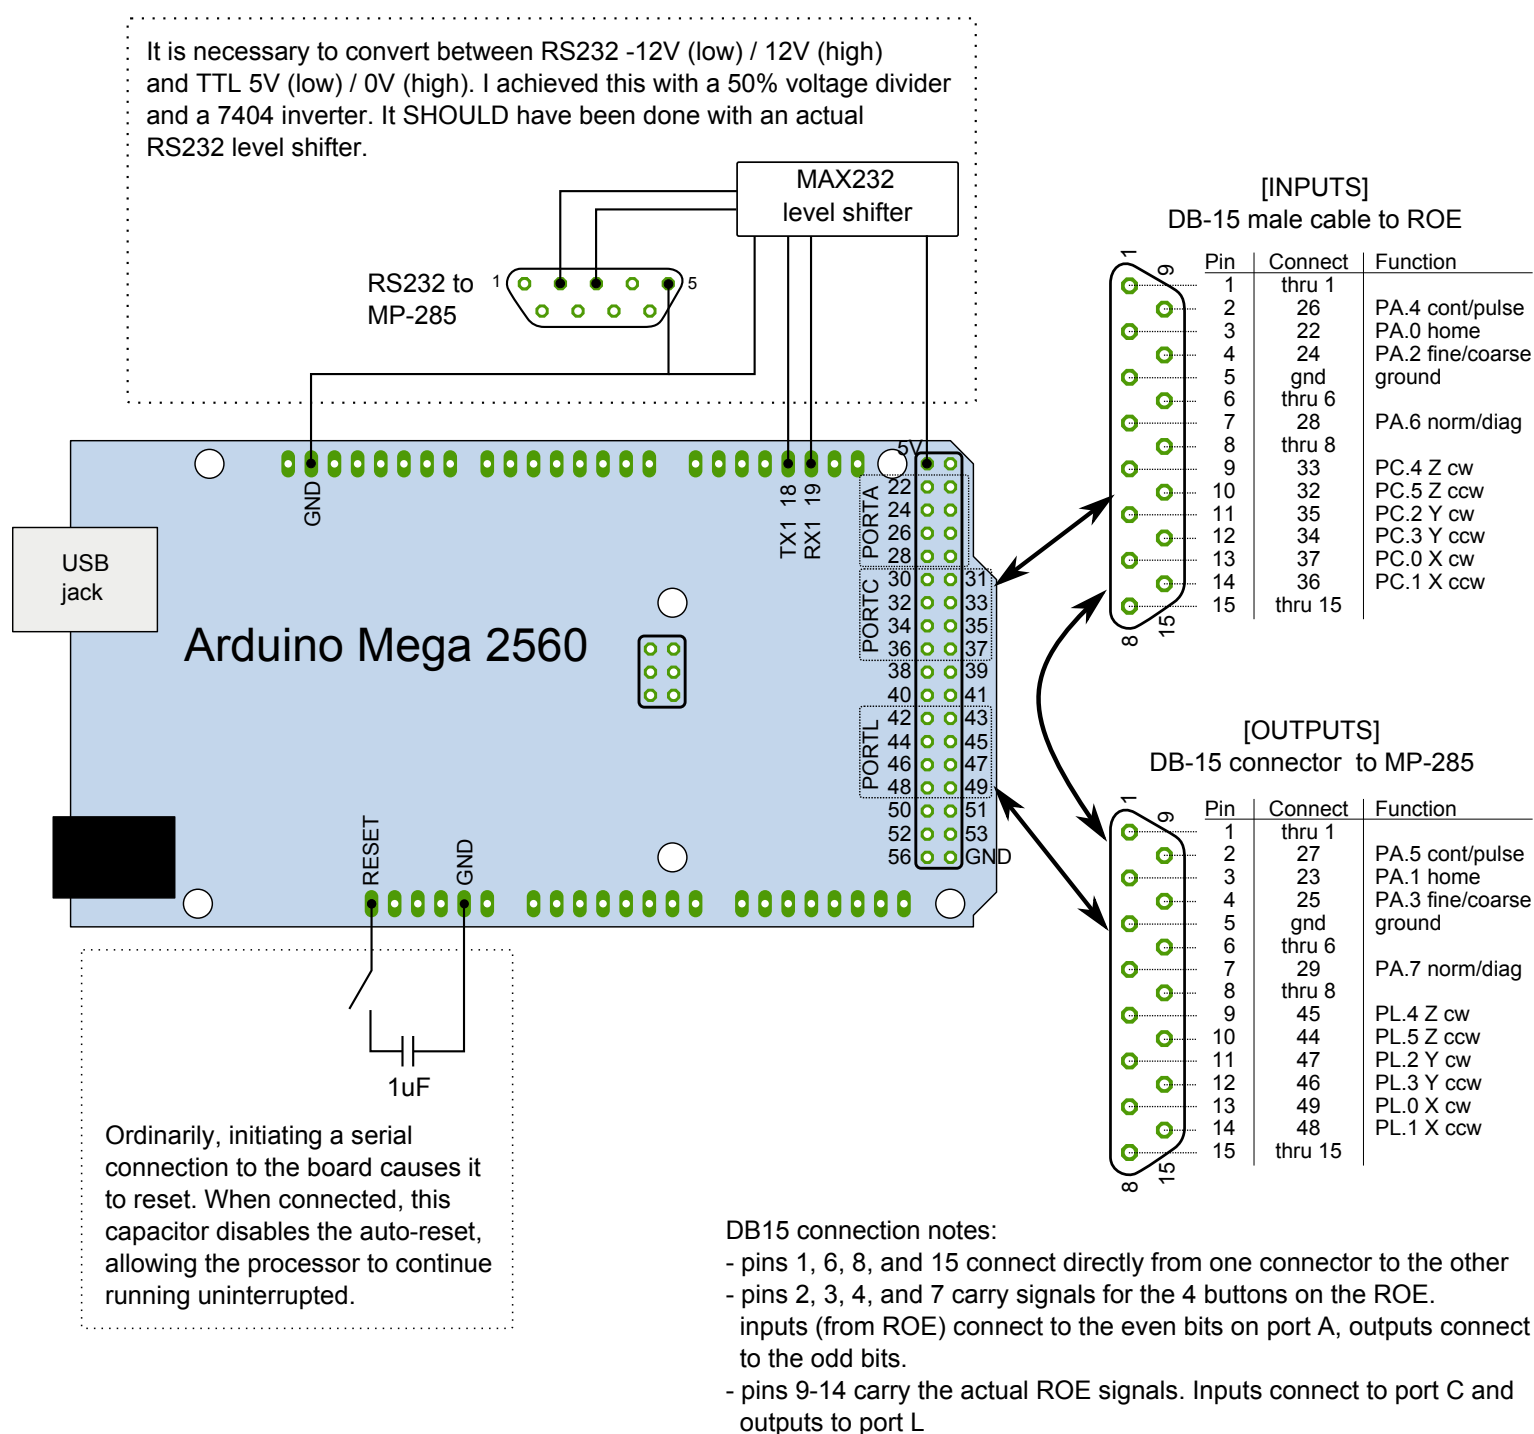 It is necessary to convert between RS232 -12V (low) / 12V (high)
and TTL 5V (low) / 0V (high). I achieved this with a 50% voltage divider
and a 7404 inverter. It SHOULD have been done with an actual
RS232 level shifter.
MAX232
level shifter
RS232 to
MP-285
1
5
GND
TX1 18
RX1 19
5V
PORTA
22
24
26
28
PORTC
30 31
32 33
34 35
36 37
38 39
40 41
PORTL
42 43
44 45
46 47
48 49
50 51
52 53
56 GND
USB
jack
Arduino Mega 2560
RESET
GND
1uF
Ordinarily, initiating a serial
connection to the board causes it
to reset. When connected, this
capacitor disables the auto-reset,
allowing the processor to continue
running uninterrupted.
[INPUTS]
DB-15 male cable to ROE
1
9
8
15
Pin Connect Function
1 thru 1
2 26 PA.4 cont/pulse
3 22 PA.0 home
4 24 PA.2 fine/coarse
5 gnd ground
6 thru 6
7 28 PA.6 norm/diag
8 thru 8
9 33 PC.4 Z cw
10 32 PC.5 Z ccw
11 35 PC.2 Y cw
12 34 PC.3 Y ccw
13 37 PC.0 X cw
14 36 PC.1 X ccw
15 thru 15
[OUTPUTS]
DB-15 connector to MP-285
1
9
8
15
Pin Connect Function
1 thru 1
2 27 PA.5 cont/pulse
3 23 PA.1 home
4 25 PA.3 fine/coarse
5 gnd ground
6 thru 6
7 29 PA.7 norm/diag
8 thru 8
9 45 PL.4 Z cw
10 44 PL.5 Z ccw
11 47 PL.2 Y cw
12 46 PL.3 Y ccw
13 49 PL.0 X cw
14 48 PL.1 X ccw
15 thru 15
DB15 connection notes:
- pins 1, 6, 8, and 15 connect directly from one connector to the other
- pins 2, 3, 4, and 7 carry signals for the 4 buttons on the ROE.
inputs (from ROE) connect to the even bits on port A, outputs connect
to the odd bits.
- pins 9-14 carry the actual ROE signals. Inputs connect to port C and
outputs to port L